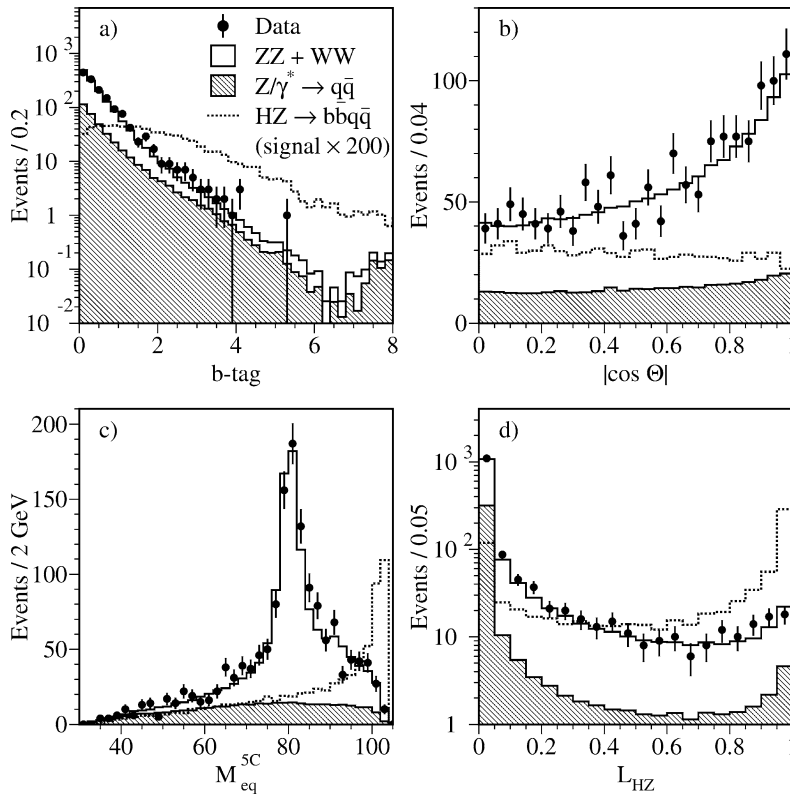 a)
Data
ZZ + WW
Z/γ* → qq̄
HZ → bb̄qq̄
(signal × 200)
Events / 0.2
10³
10²
10
1
10⁻¹
10⁻²
0 2 4 6 8
b-tag
b)
Events / 0.04
100
50
0
0 0.2 0.4 0.6 0.8 1
|cos Θ|
c)
Events / 2 GeV
200
150
100
50
0
40 60 80 100
M_eq^5C
d)
Events / 0.05
10³
10²
10
1
0 0.2 0.4 0.6 0.8 1
L_HZ